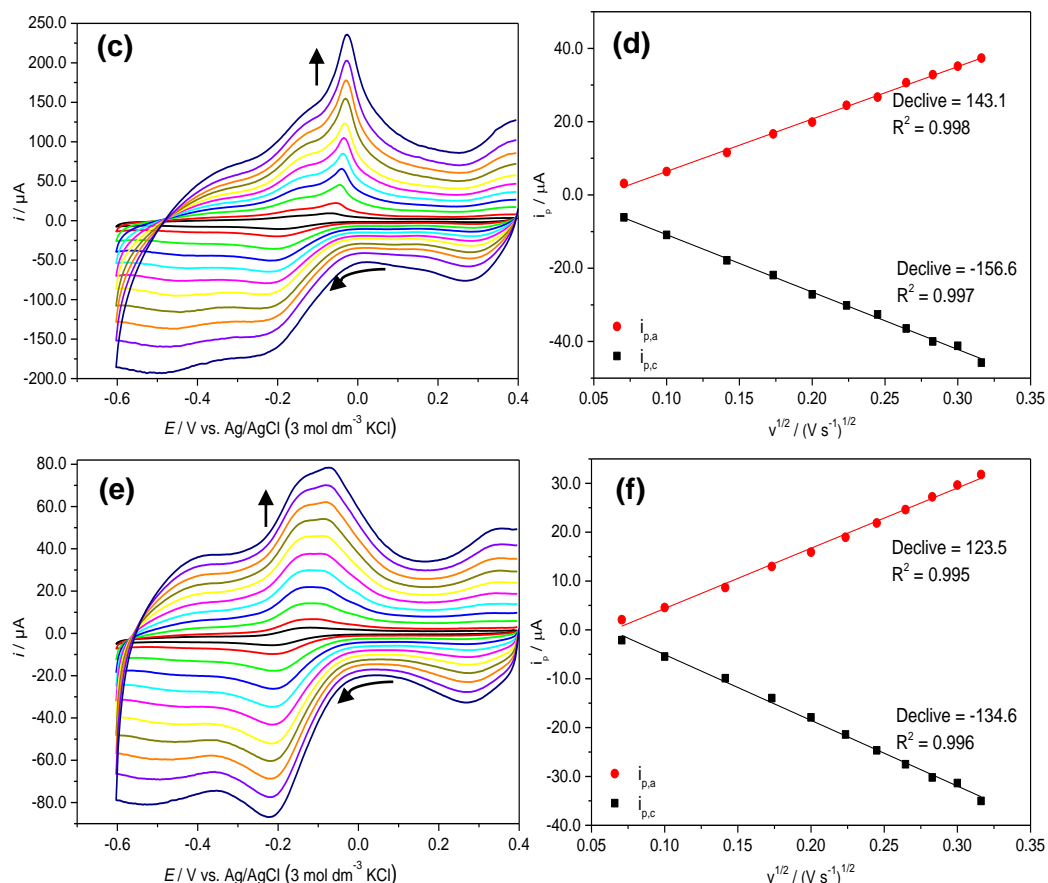 (c)
250.0
200.0
150.0
100.0
50.0
0.0
-50.0
-100.0
-150.0
-200.0
i / µA
-0.6 -0.4 -0.2 0.0 0.2 0.4
E / V vs. Ag/AgCl (3 mol dm⁻³ KCl)
(d)
40.0
20.0
0.0
-20.0
-40.0
iₚ / µA
Declive = 143.1
R² = 0.998
Declive = -156.6
R² = 0.997
i_{p,a}
i_{p,c}
0.05 0.10 0.15 0.20 0.25 0.30 0.35
v^{1/2} / (V s⁻¹)^{1/2}
(e)
80.0
60.0
40.0
20.0
0.0
-20.0
-40.0
-60.0
-80.0
i / µA
-0.6 -0.4 -0.2 0.0 0.2 0.4
E / V vs. Ag/AgCl (3 mol dm⁻³ KCl)
(f)
30.0
20.0
10.0
0.0
-10.0
-20.0
-30.0
-40.0
iₚ / µA
Declive = 123.5
R² = 0.995
Declive = -134.6
R² = 0.996
i_{p,a}
i_{p,c}
0.05 0.10 0.15 0.20 0.25 0.30 0.35
v^{1/2} / (V s⁻¹)^{1/2}